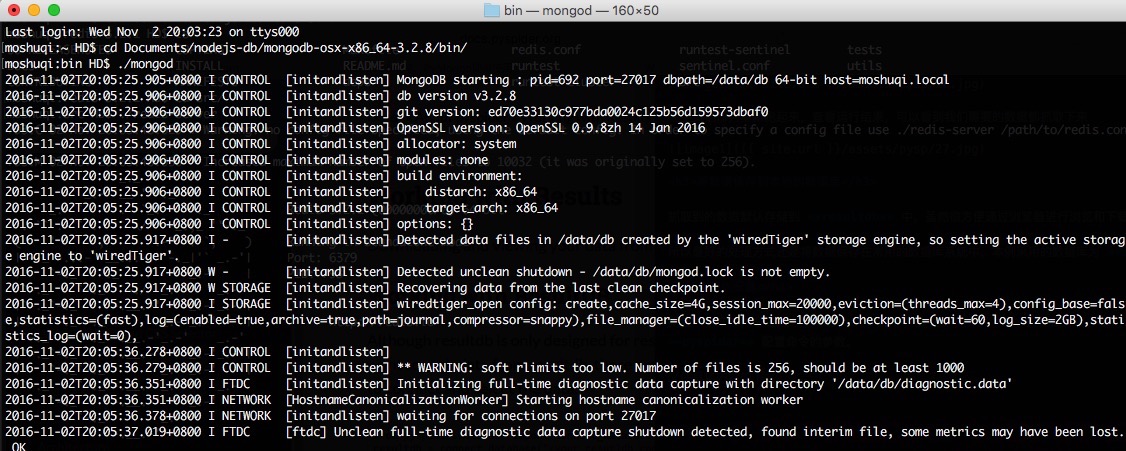 bin — mongod — 160×50
Last login: Wed Nov  2 20:03:23 on ttys000
[moshuqi:~ HD$ cd Documents/nodejs-db/mongodb-osx-x86_64-3.2.8/bin/
[moshuqi:bin HD$ ./mongod
2016-11-02T20:05:25.905+0800 I CONTROL  [initandlisten] MongoDB starting : pid=692 port=27017 dbpath=/data/db 64-bit host=moshuqi.local
2016-11-02T20:05:25.906+0800 I CONTROL  [initandlisten] db version v3.2.8
2016-11-02T20:05:25.906+0800 I CONTROL  [initandlisten] git version: ed70e33130c977bda0024c125b56d159573dbaf0
2016-11-02T20:05:25.906+0800 I CONTROL  [initandlisten] OpenSSL version: OpenSSL 0.9.8zh 14 Jan 2016
2016-11-02T20:05:25.906+0800 I CONTROL  [initandlisten] allocator: system
2016-11-02T20:05:25.906+0800 I CONTROL  [initandlisten] modules: none
2016-11-02T20:05:25.906+0800 I CONTROL  [initandlisten] build environment:
2016-11-02T20:05:25.906+0800 I CONTROL  [initandlisten]     distarch: x86_64
2016-11-02T20:05:25.906+0800 I CONTROL  [initandlisten]     target_arch: x86_64
2016-11-02T20:05:25.906+0800 I CONTROL  [initandlisten] options: {}
2016-11-02T20:05:25.917+0800 I -        [initandlisten] Detected data files in /data/db created by the 'wiredTiger' storage engine, so setting the active storag
e engine to 'wiredTiger'.
2016-11-02T20:05:25.917+0800 W -        [initandlisten] Detected unclean shutdown - /data/db/mongod.lock is not empty.
2016-11-02T20:05:25.917+0800 W STORAGE  [initandlisten] Recovering data from the last clean checkpoint.
2016-11-02T20:05:25.917+0800 I STORAGE  [initandlisten] wiredtiger_open config: create,cache_size=4G,session_max=20000,eviction=(threads_max=4),config_base=fals
e,statistics=(fast),log=(enabled=true,archive=true,path=journal,compressor=snappy),file_manager=(close_idle_time=100000),checkpoint=(wait=60,log_size=2GB),stati
stics_log=(wait=0),
2016-11-02T20:05:36.278+0800 I CONTROL  [initandlisten]
2016-11-02T20:05:36.279+0800 I CONTROL  [initandlisten] ** WARNING: soft rlimits too low. Number of files is 256, should be at least 1000
2016-11-02T20:05:36.351+0800 I FTDC     [initandlisten] Initializing full-time diagnostic data capture with directory '/data/db/diagnostic.data'
2016-11-02T20:05:36.351+0800 I NETWORK  [HostnameCanonicalizationWorker] Starting hostname canonicalization worker
2016-11-02T20:05:36.378+0800 I NETWORK  [initandlisten] waiting for connections on port 27017
2016-11-02T20:05:37.019+0800 I FTDC     [ftdc] Unclean full-time diagnostic data capture shutdown detected, found interim file, some metrics may have been lost.
 OK